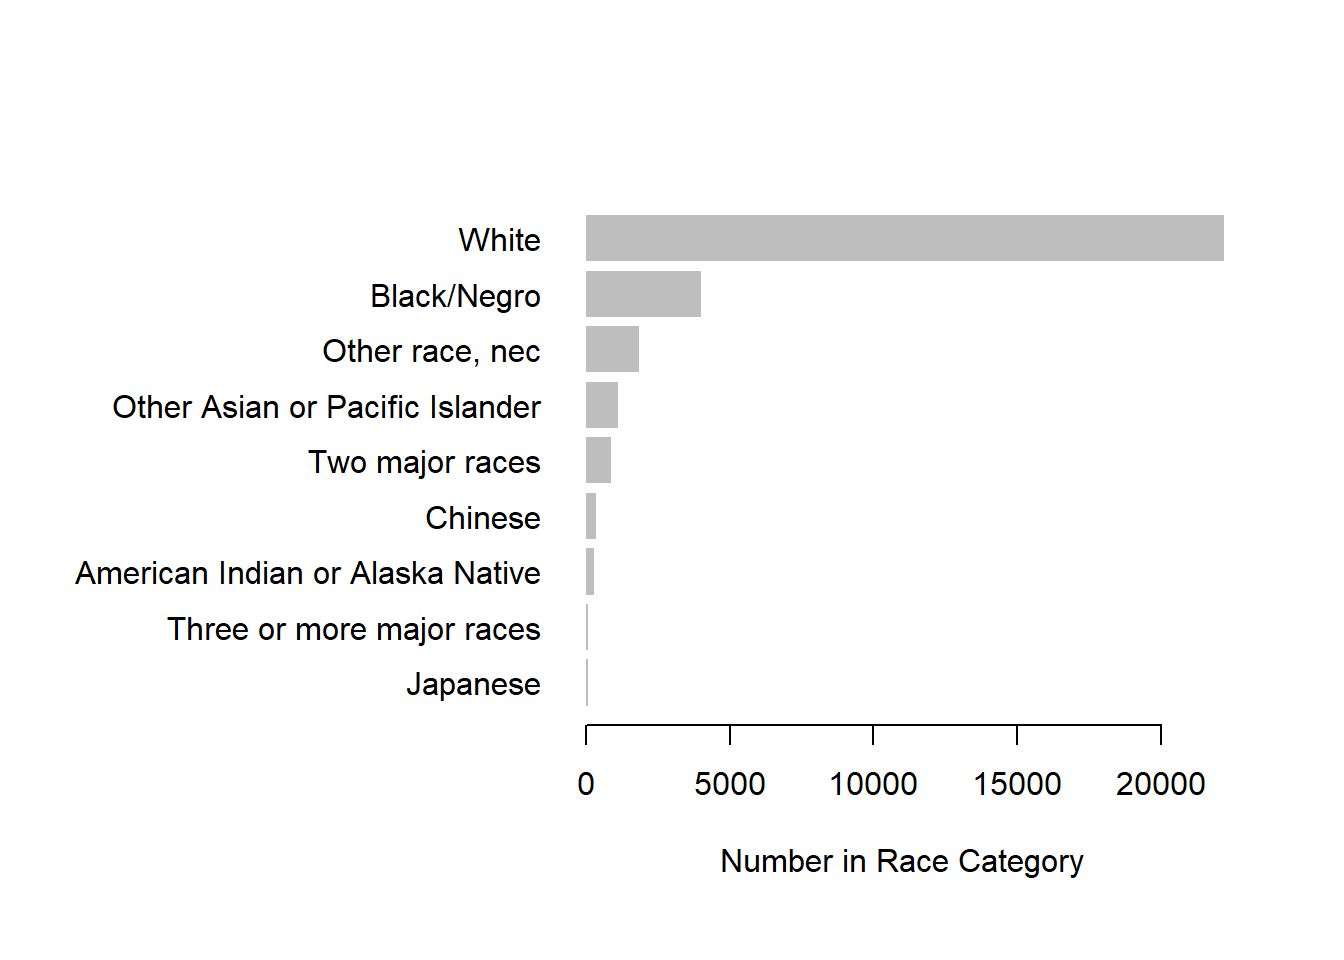 White
Black/Negro
Other race, nec
Other Asian or Pacific Islander
Two major races
Chinese
American Indian or Alaska Native
Three or more major races
Japanese
0 5000 10000 15000 20000
Number in Race Category